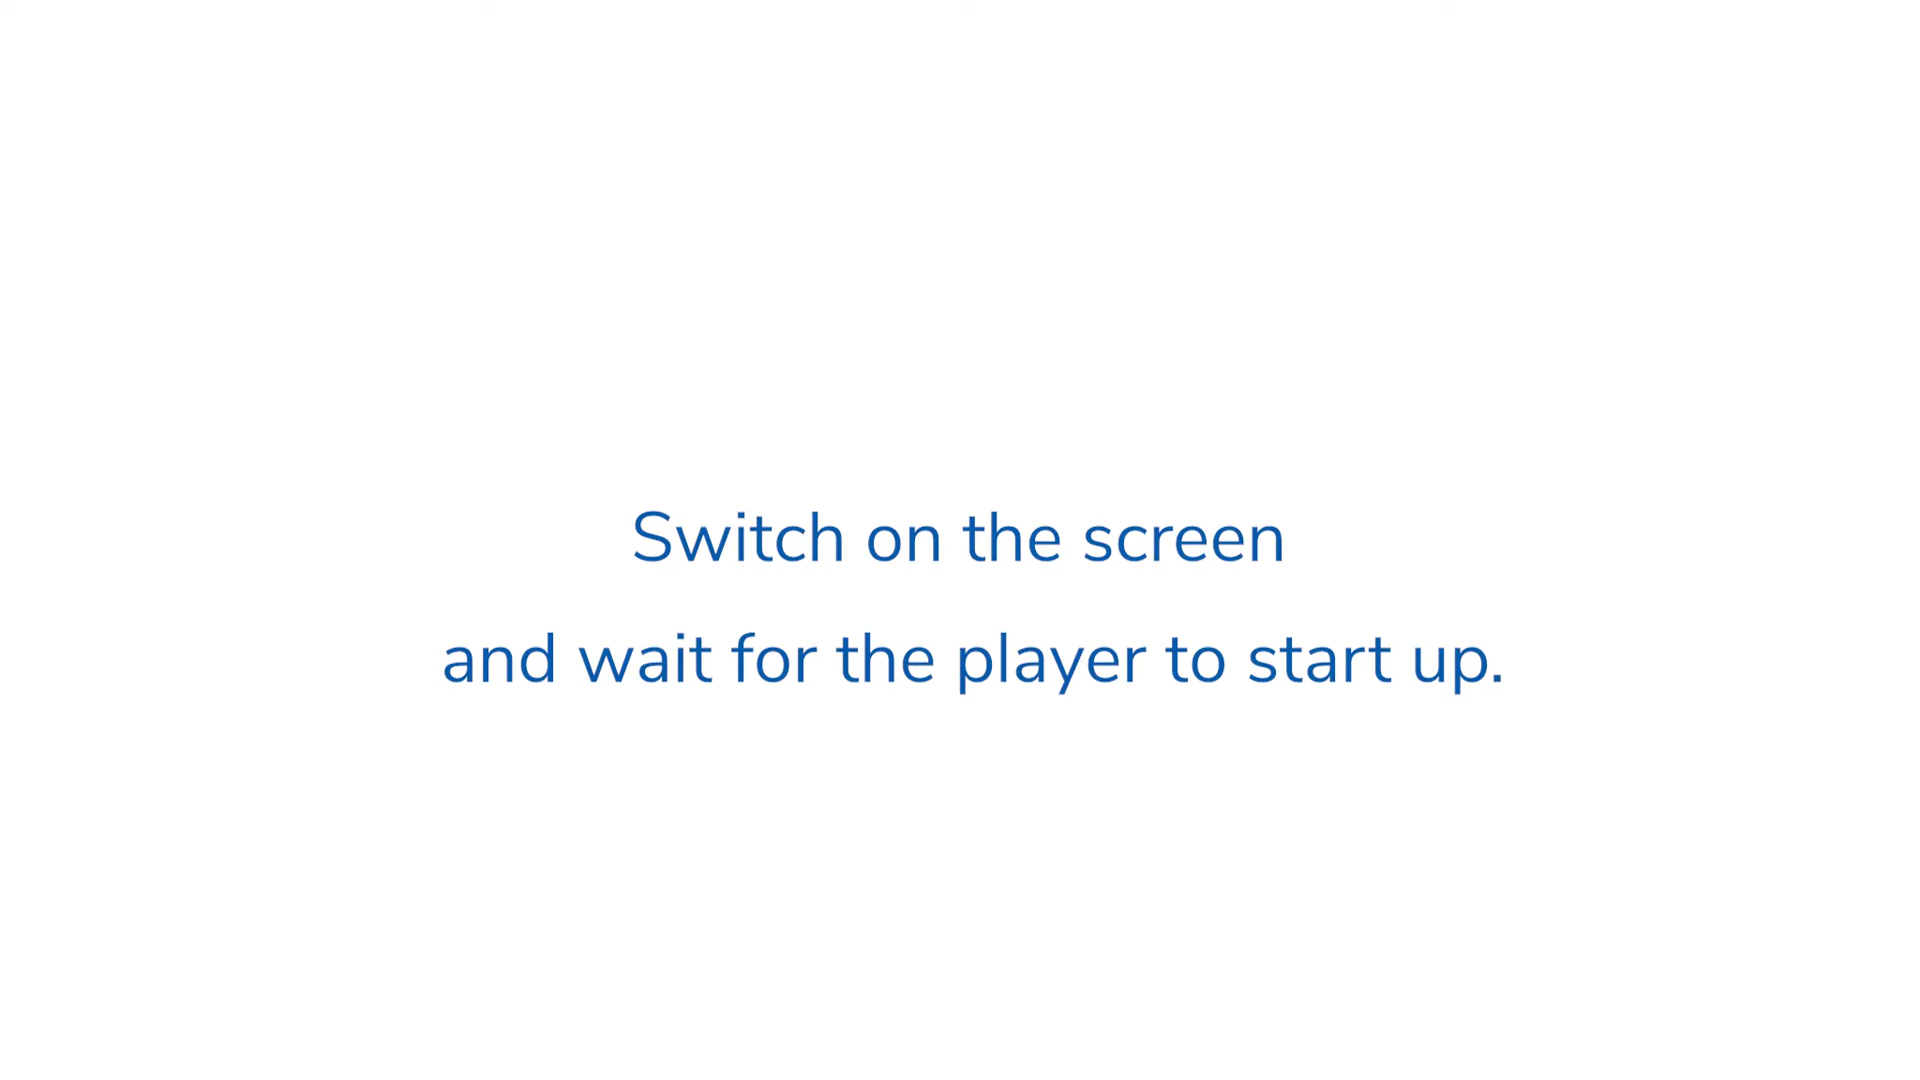 Switch on the screen
and wait for the player to start up.